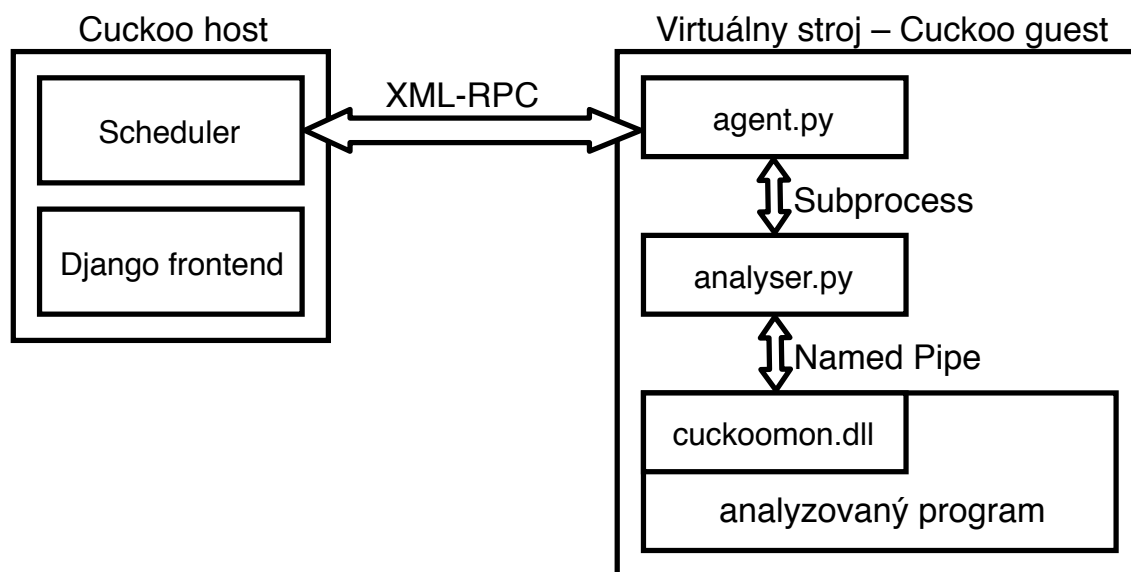 Cuckoo host
Scheduler
Django frontend
XML-RPC
Virtuálny stroj – Cuckoo guest
agent.py
Subprocess
analyser.py
Named Pipe
cuckoomon.dll
analyzovaný program